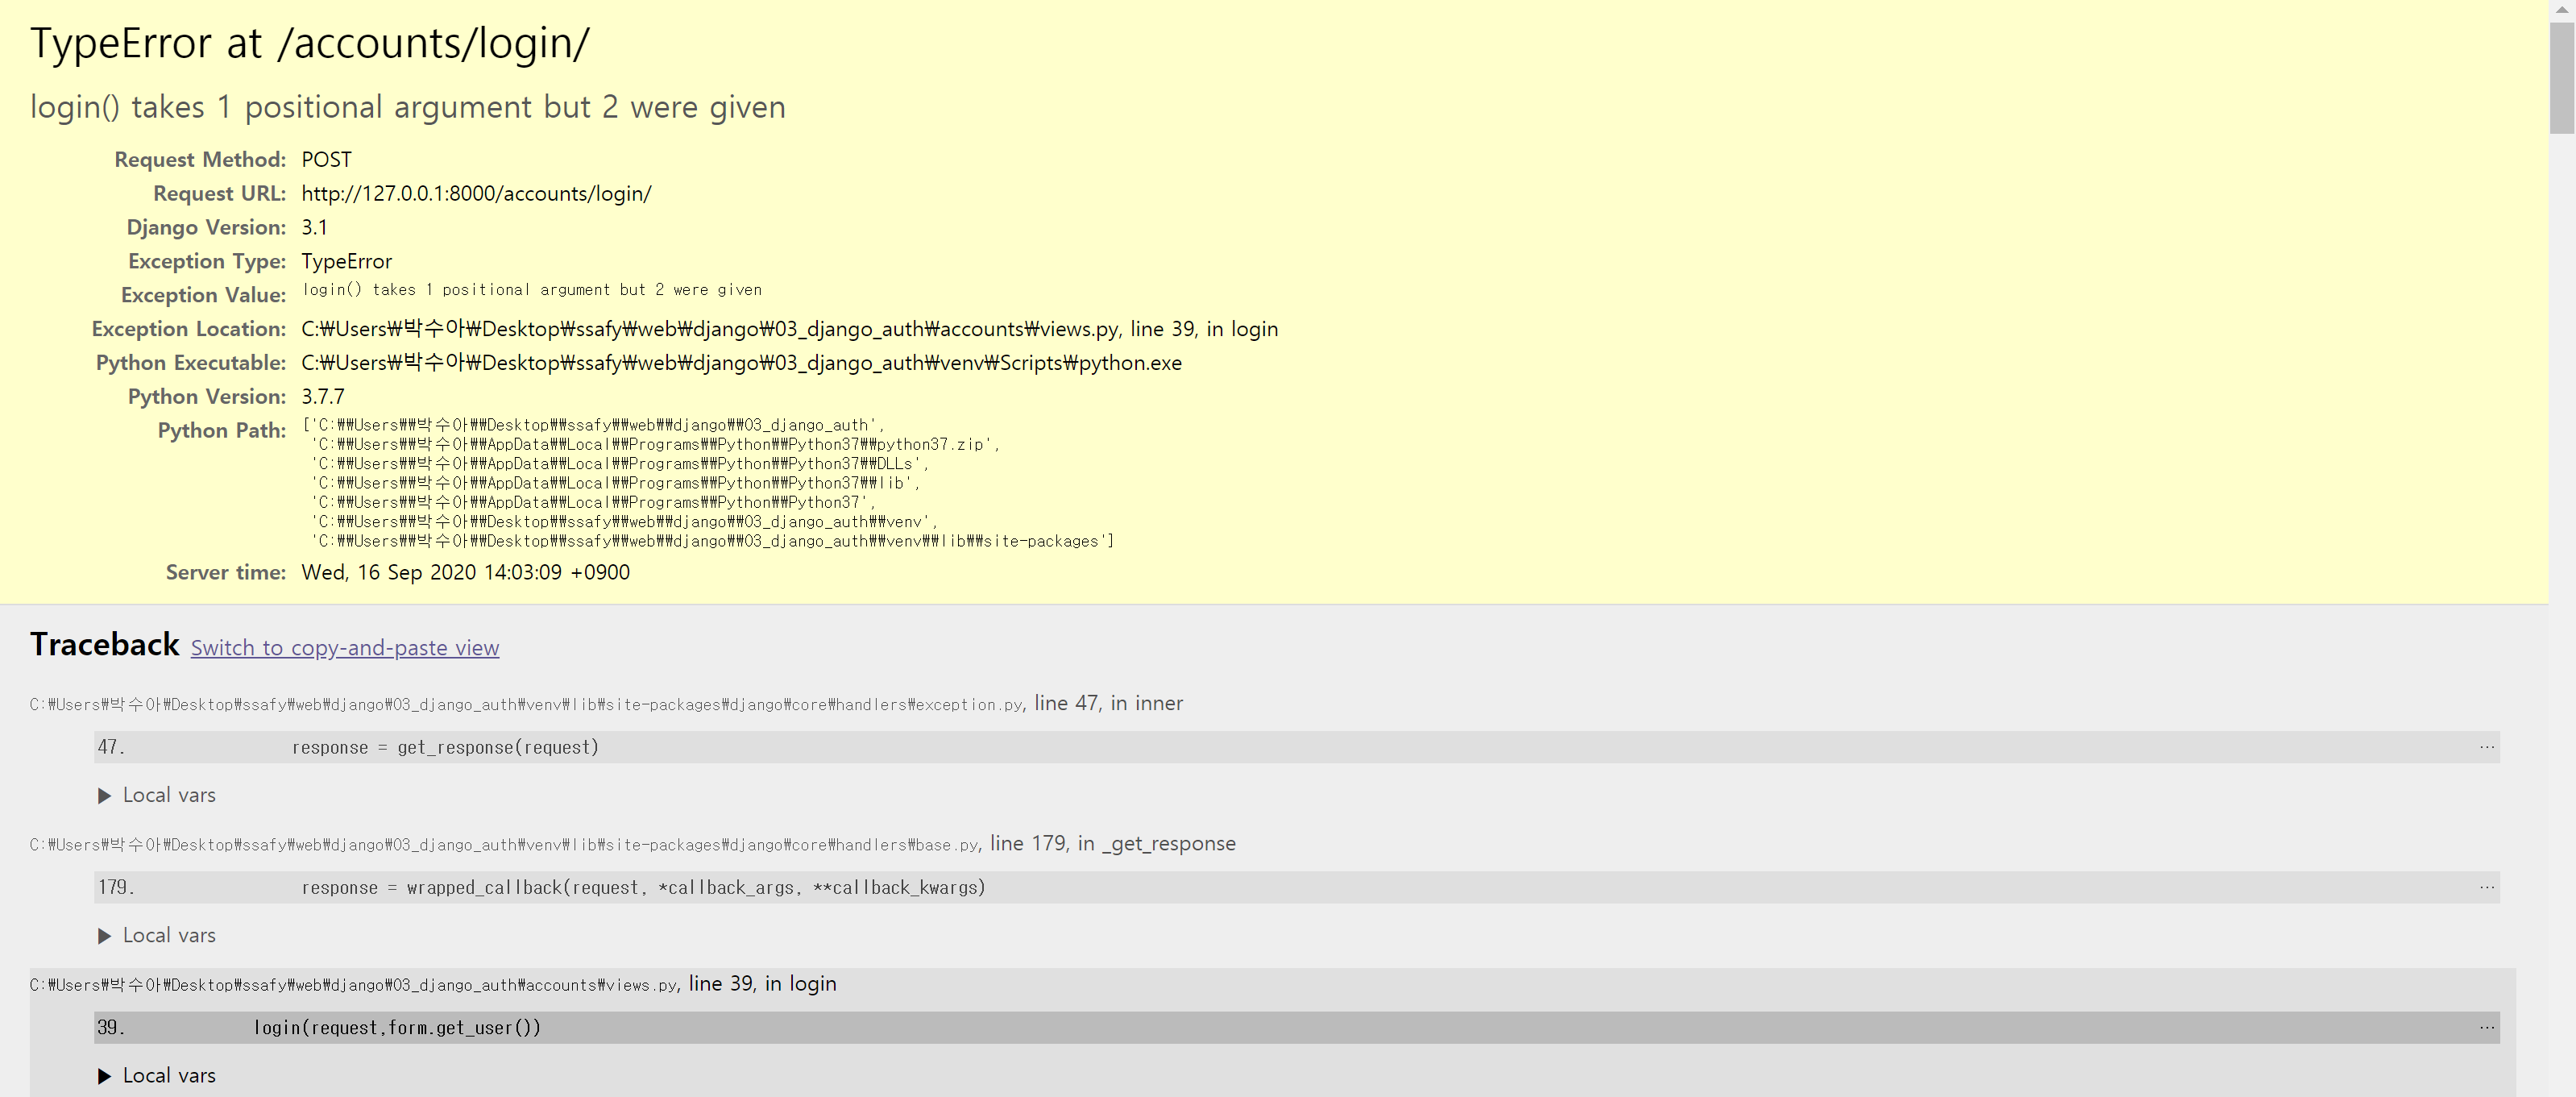 TypeError at /accounts/login/
login() takes 1 positional argument but 2 were given
Request Method: POST
Request URL: http://127.0.0.1:8000/accounts/login/
Django Version: 3.1
Exception Type: TypeError
Exception Value: login() takes 1 positional argument but 2 were given
Exception Location: C:₩Users₩박수아₩Desktop₩ssafy₩web₩django₩03_django_auth₩accounts₩views.py, line 39, in login
Python Executable: C:₩Users₩박수아₩Desktop₩ssafy₩web₩django₩03_django_auth₩venv₩Scripts₩python.exe
Python Version: 3.7.7
Python Path: ['C:₩₩Users₩₩박수아₩₩Desktop₩₩ssafy₩₩web₩₩django₩₩03_django_auth',
'C:₩₩Users₩₩박수아₩₩AppData₩₩Local₩₩Programs₩₩Python₩₩Python37₩₩python37.zip',
'C:₩₩Users₩₩박수아₩₩AppData₩₩Local₩₩Programs₩₩Python₩₩Python37₩₩DLLs',
'C:₩₩Users₩₩박수아₩₩AppData₩₩Local₩₩Programs₩₩Python₩₩Python37₩₩lib',
'C:₩₩Users₩₩박수아₩₩AppData₩₩Local₩₩Programs₩₩Python₩₩Python37',
'C:₩₩Users₩₩박수아₩₩Desktop₩₩ssafy₩₩web₩₩django₩₩03_django_auth₩₩venv',
'C:₩₩Users₩₩박수아₩₩Desktop₩₩ssafy₩₩web₩₩django₩₩03_django_auth₩₩venv₩₩lib₩₩site-packages']
Server time: Wed, 16 Sep 2020 14:03:09 +0900
Traceback Switch to copy-and-paste view
C:₩Users₩박수아₩Desktop₩ssafy₩web₩django₩03_django_auth₩venv₩lib₩site-packages₩django₩core₩handlers₩exception.py, line 47, in inner
47. response = get_response(request) …
▶ Local vars
C:₩Users₩박수아₩Desktop₩ssafy₩web₩django₩03_django_auth₩venv₩lib₩site-packages₩django₩core₩handlers₩base.py, line 179, in _get_response
179. response = wrapped_callback(request, *callback_args, **callback_kwargs) …
▶ Local vars
C:₩Users₩박수아₩Desktop₩ssafy₩web₩django₩03_django_auth₩accounts₩views.py, line 39, in login
39. login(request,form.get_user()) …
▶ Local vars